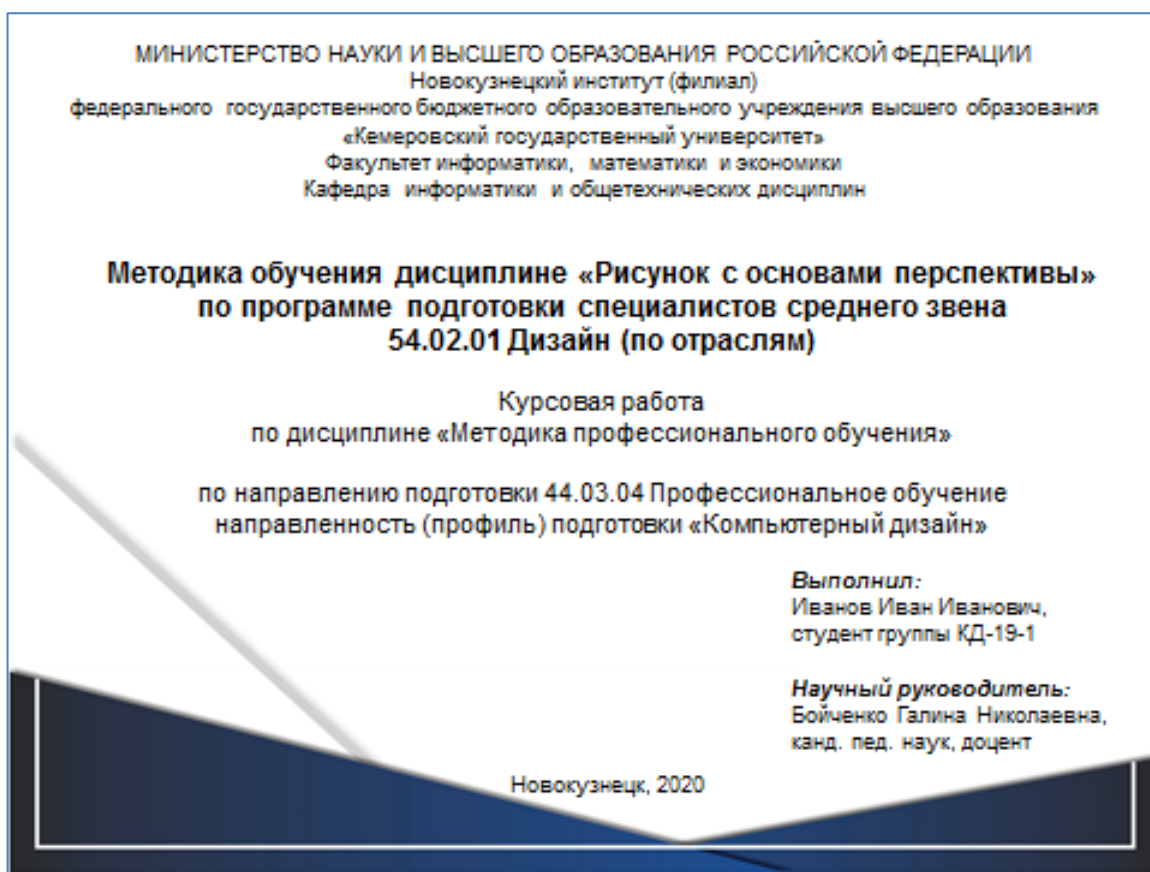 МИНИСТЕРСТВО НАУКИ И ВЫСШЕГО ОБРАЗОВАНИЯ РОССИЙСКОЙ ФЕДЕРАЦИИ
Новокузнецкий институт (филиал)
федерального государственного бюджетного образовательного учреждения высшего образования
«Кемеровский государственный университет»
Факультет информатики, математики и экономики
Кафедра информатики и общетехнических дисциплин
Методика обучения дисциплине «Рисунок с основами перспективы»
по программе подготовки специалистов среднего звена
54.02.01 Дизайн (по отраслям)
Курсовая работа
по дисциплине «Методика профессионального обучения»
по направлению подготовки 44.03.04 Профессиональное обучение
направленность (профиль) подготовки «Компьютерный дизайн»
Выполнил:
Иванов Иван Иванович,
студент группы КД-19-1
Научный руководитель:
Бойченко Галина Николаевна,
канд. пед. наук, доцент
Новокузнецк, 2020